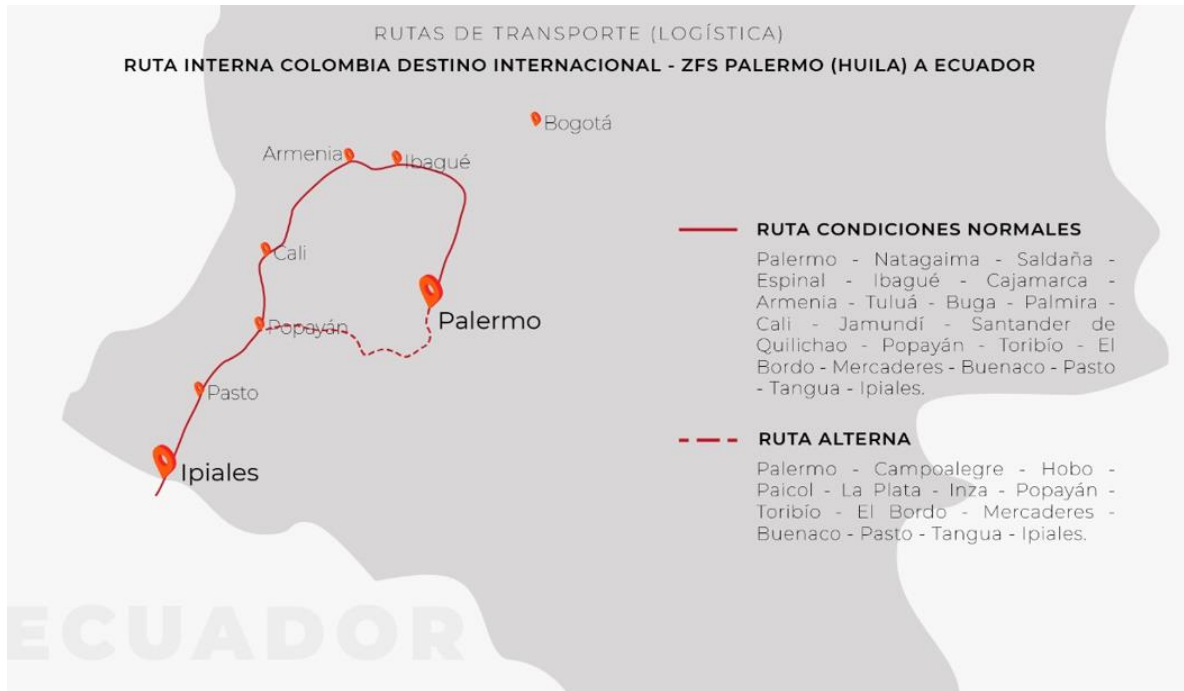 RUTAS DE TRANSPORTE (LOGÍSTICA)
RUTA INTERNA COLOMBIA DESTINO INTERNACIONAL - ZFS PALERMO (HUILA) A ECUADOR
Bogotá
Armenia
Ibagué
Cali
Popayán
Palermo
Pasto
Ipiales
RUTA CONDICIONES NORMALES
Palermo - Natagaima - Saldaña -
Espinal - Ibagué - Cajamarca -
Armenia - Tuluá - Buga - Palmira -
Cali - Jamundí - Santander de
Quilichao - Popayán - Toribío - El
Bordo - Mercaderes - Buenaco - Pasto
- Tangua - Ipiales.
RUTA ALTERNA
Palermo - Campoalegre - Hobo -
Paicol - La Plata - Inza - Popayán -
Toribío - El Bordo - Mercaderes -
Buenaco - Pasto - Tangua - Ipiales.
ECUADOR